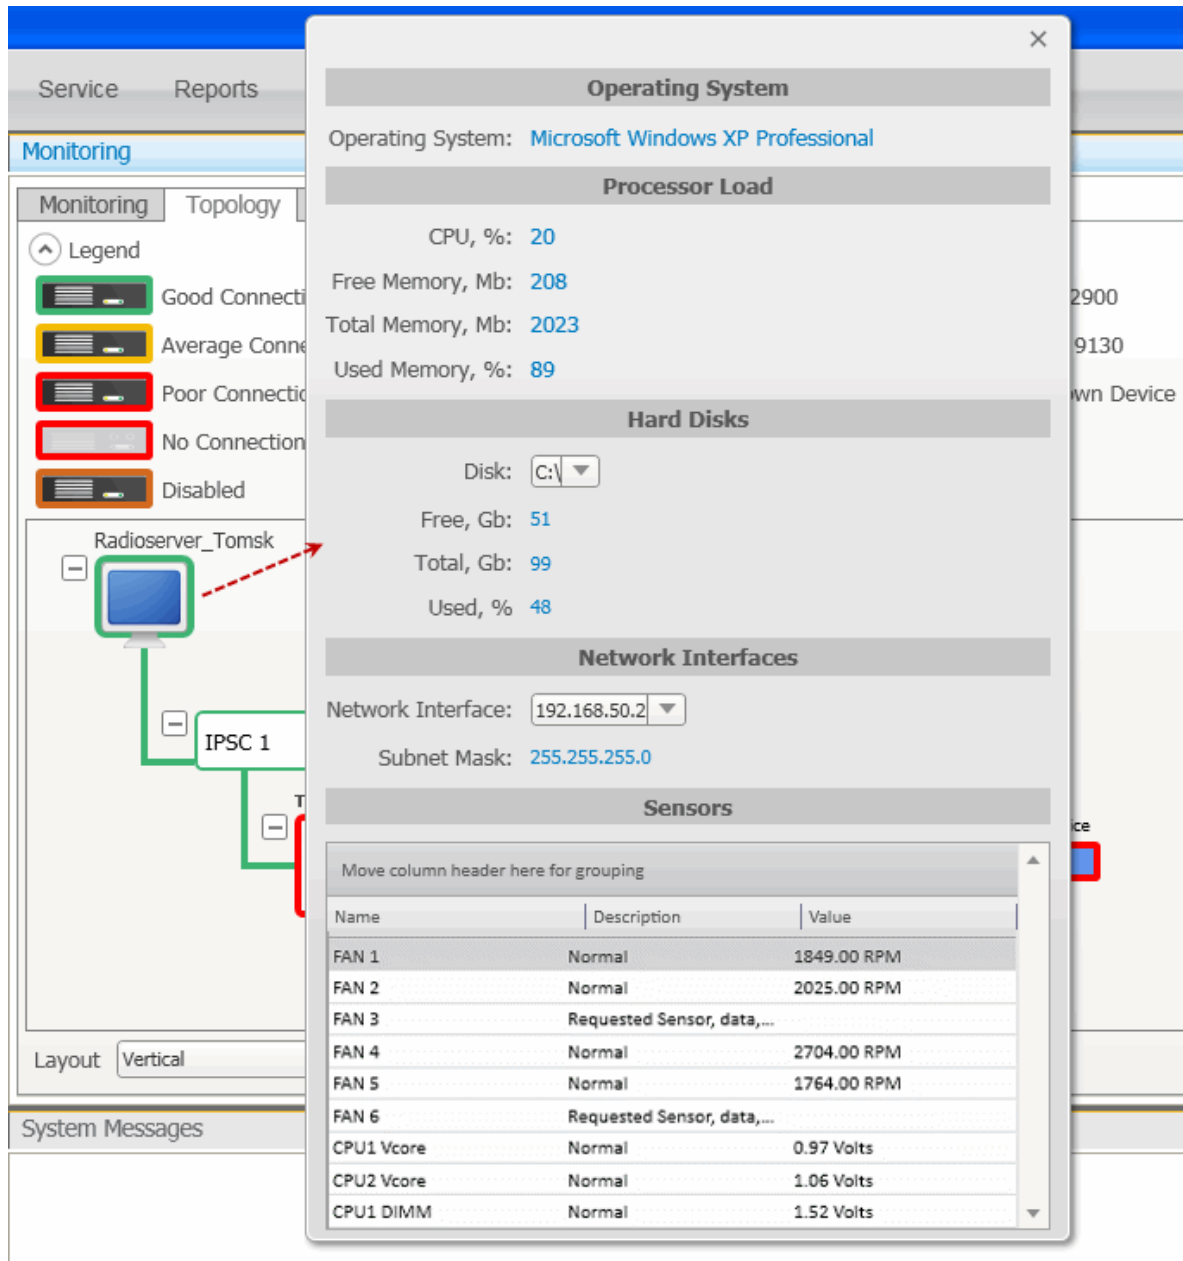 Service Reports
Monitoring
Monitoring Topology
Legend
Good Connecti
Average Conne
Poor Connectio
No Connection
Disabled
2900
9130
wn Device
Radioserver_Tomsk
IPSC 1
T
ice
Layout Vertical
System Messages
Operating System
Operating System: Microsoft Windows XP Professional
Processor Load
CPU, %: 20
Free Memory, Mb: 208
Total Memory, Mb: 2023
Used Memory, %: 89
Hard Disks
Disk: C:\
Free, Gb: 51
Total, Gb: 99
Used, % 48
Network Interfaces
Network Interface: 192.168.50.2
Subnet Mask: 255.255.255.0
Sensors
Move column header here for grouping
Name Description Value
FAN 1 Normal 1849.00 RPM
FAN 2 Normal 2025.00 RPM
FAN 3 Requested Sensor, data,...
FAN 4 Normal 2704.00 RPM
FAN 5 Normal 1764.00 RPM
FAN 6 Requested Sensor, data,...
CPU1 Vcore Normal 0.97 Volts
CPU2 Vcore Normal 1.06 Volts
CPU1 DIMM Normal 1.52 Volts